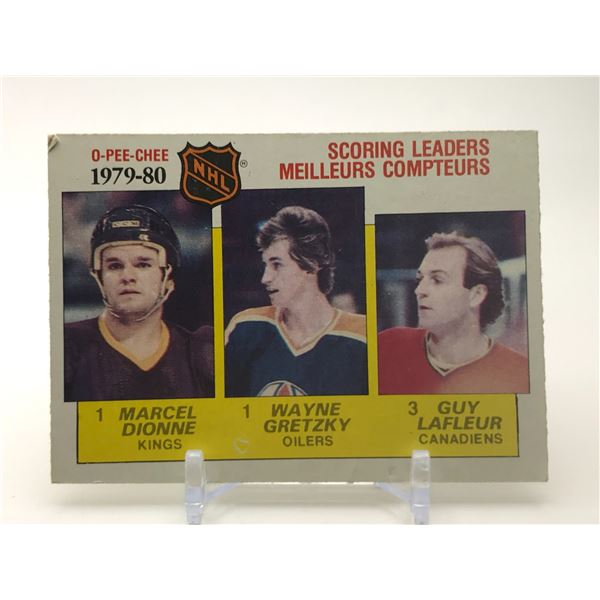 O-PEE-CHEE
1979-80
NHL
®
SCORING LEADERS
MEILLEURS COMPTEURS
CCM
1 MARCEL
DIONNE
KINGS
1 WAYNE
GRETZKY
OILERS
3 GUY
LAFLEUR
CANADIENS